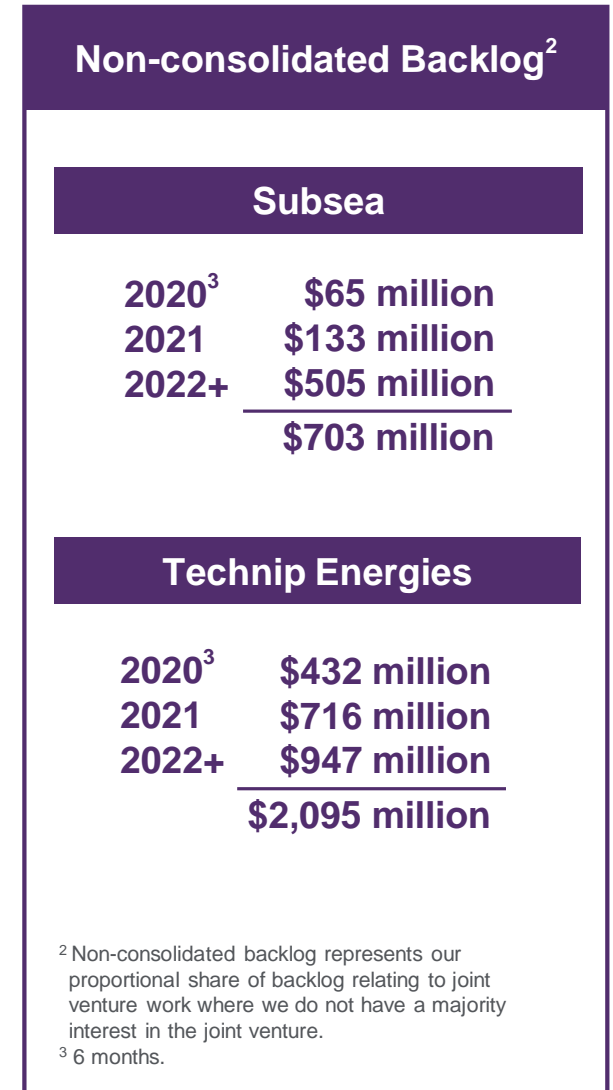 Non-consolidated Backlog²
Subsea
2020³ $65 million
2021 $133 million
2022+ $505 million
$703 million
Technip Energies
2020³ $432 million
2021 $716 million
2022+ $947 million
$2,095 million
² Non-consolidated backlog represents our
proportional share of backlog relating to joint
venture work where we do not have a majority
interest in the joint venture.
³ 6 months.